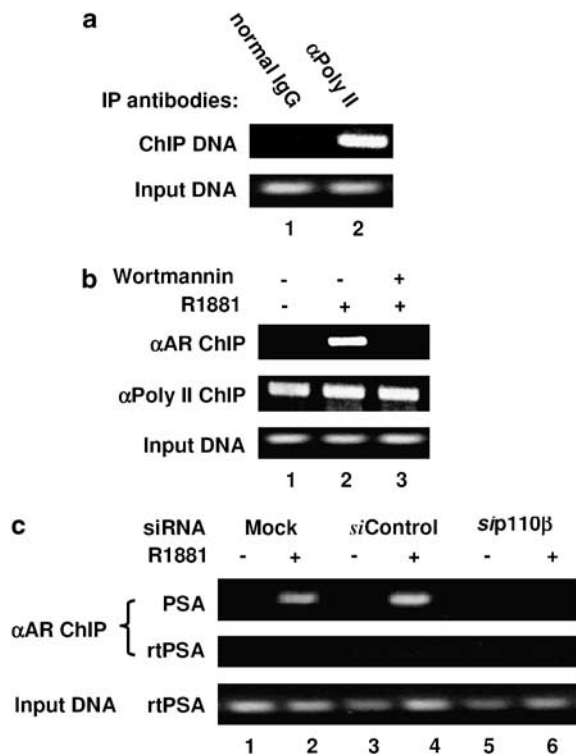 a
normal IgG αPoly II
IP antibodies:
ChIP DNA
Input DNA
1 2
b
Wortmannin - - +
R1881 - + +
αAR ChIP
αPoly II ChIP
Input DNA
1 2 3
c
siRNA Mock siControl sip110β
R1881 - + - + - +
αAR ChIP PSA
rtPSA
Input DNA rtPSA
1 2 3 4 5 6